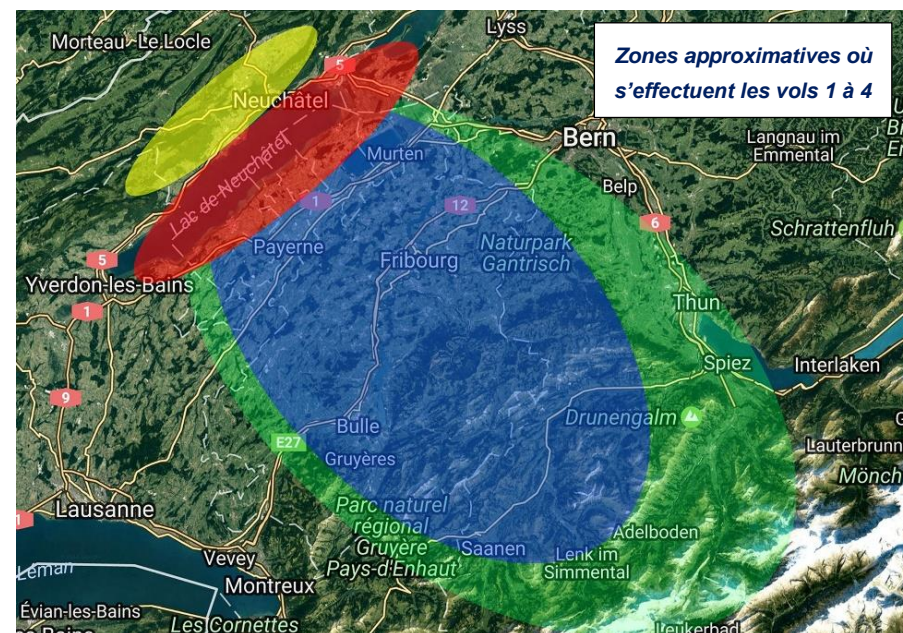 Lyss
Morteau Le Locle
Zones approximatives où
s’effectuent les vols 1 à 4
5
Neuchâtel
Bern
Langnau im
Emmental
Murten
Lac de Neuchâtel
Belp
1
12
6
Schrattenfluh
Payerne
Fribourg
Naturpark
Gantrisch
5
Yverdon-les-Bains
1
Thun
Spiez
Interlaken
9
Drunengalm
Bulle
E27
Gruyères
Lauterbrunn
Mönch
Parc naturel
régional
Gruyère
Pays-d'Enhaut
Lausanne
1
Adelboden
Saanen
Lenk im
Simmental
Vevey
Léman
Montreux
Évian-les-Bains
Les Cornettes
Leukerbad